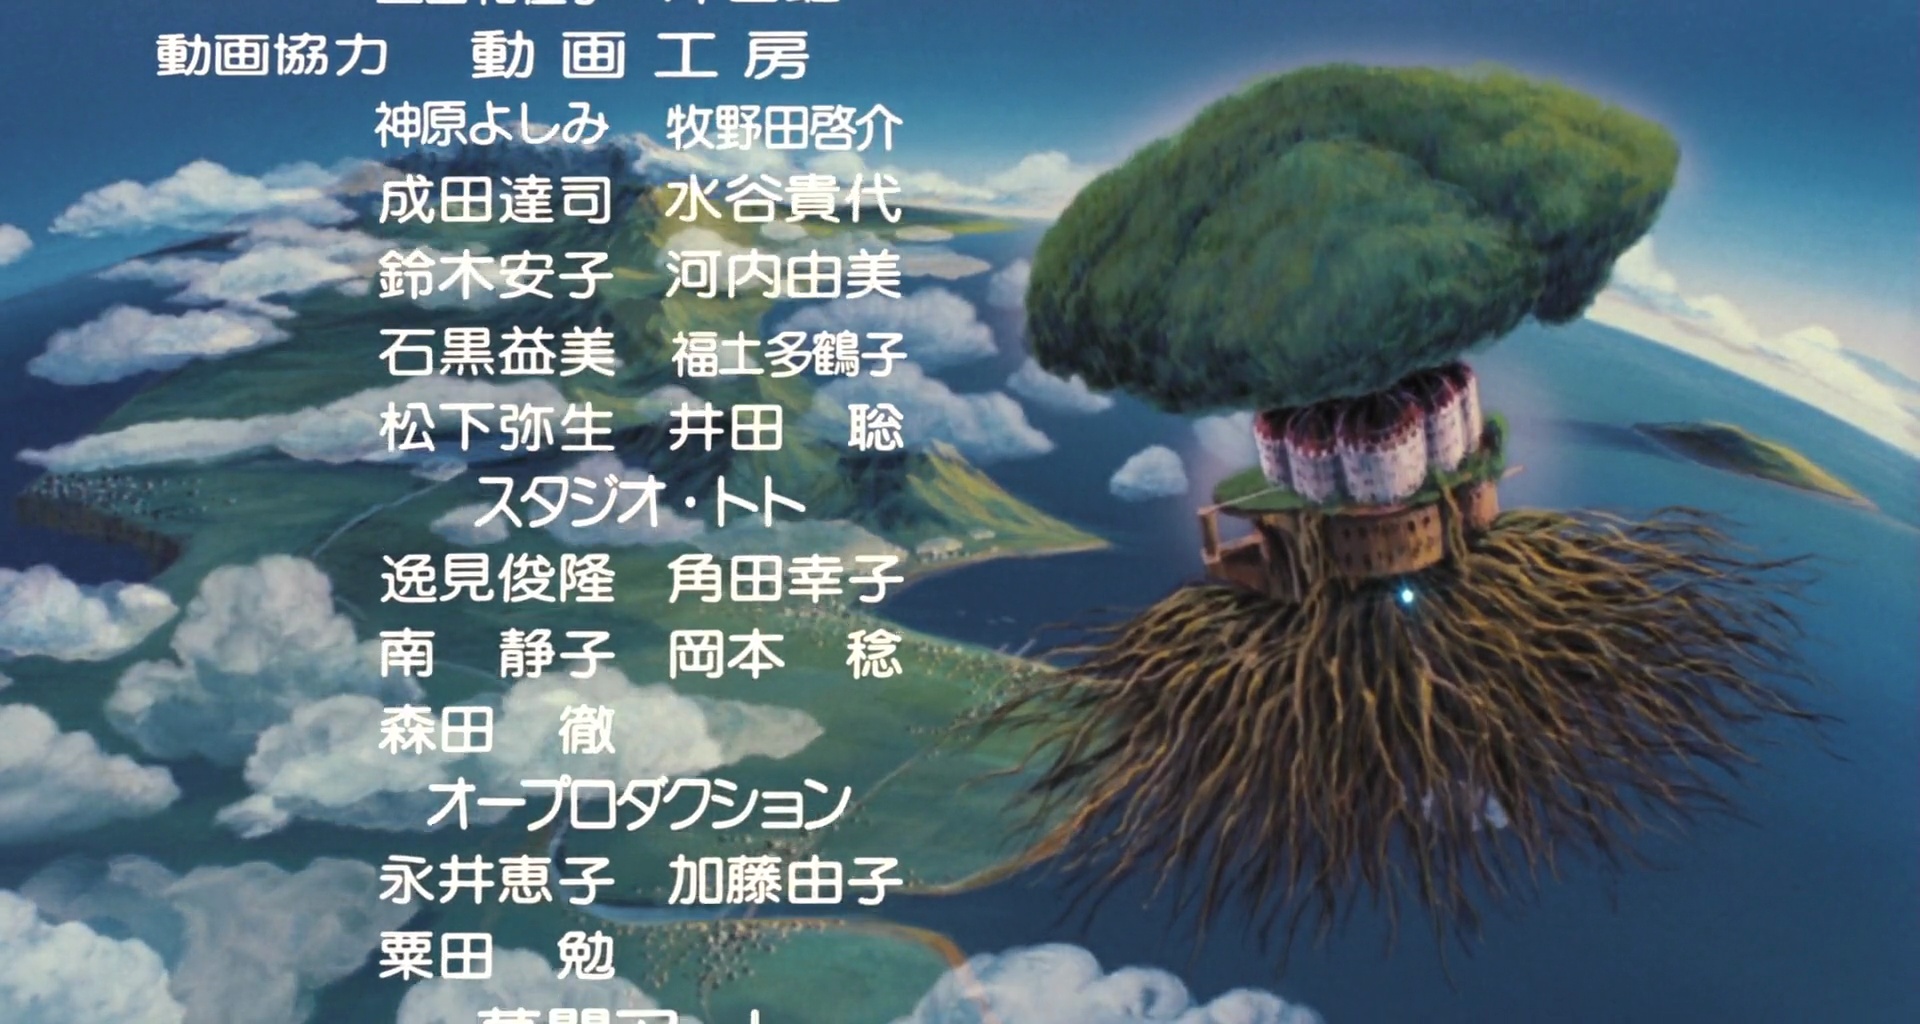 動画協力 動画工房
神原よしみ 牧野田啓介
成田達司 水谷貴代
鈴木安子 河内由美
石黒益美 福士多鶴子
松下弥生 井田 聡
スタジオ・トト
逸見俊隆 角田幸子
南 静子 岡本 稔
森田 徹
オープロダクション
永井恵子 加藤由子
粟田 勉